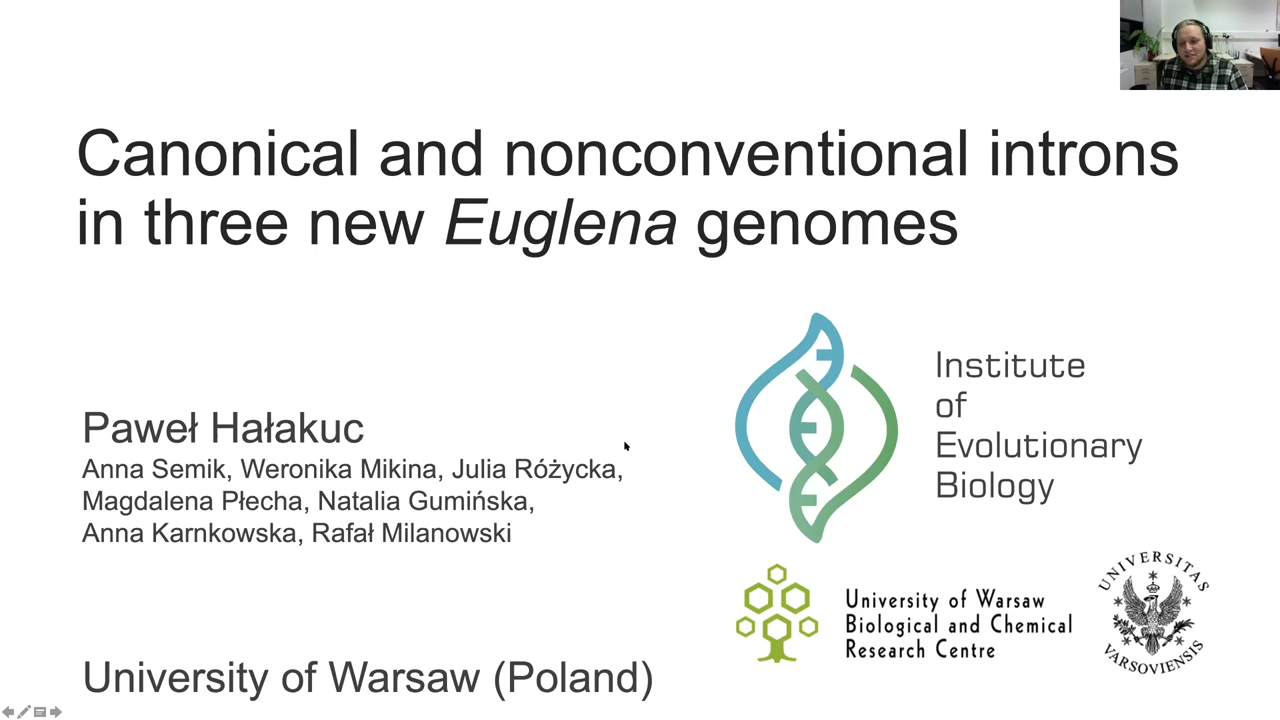 Canonical and nonconventional introns
in three new Euglena genomes
Paweł Hałakuc
Anna Semik, Weronika Mikina, Julia Różycka,
Magdalena Płecha, Natalia Gumińska,
Anna Karnkowska, Rafał Milanowski
University of Warsaw (Poland)
Institute
of
Evolutionary
Biology
University of Warsaw
Biological and Chemical
Research Centre
UNIVERSITAS
VARSOVIENSIS